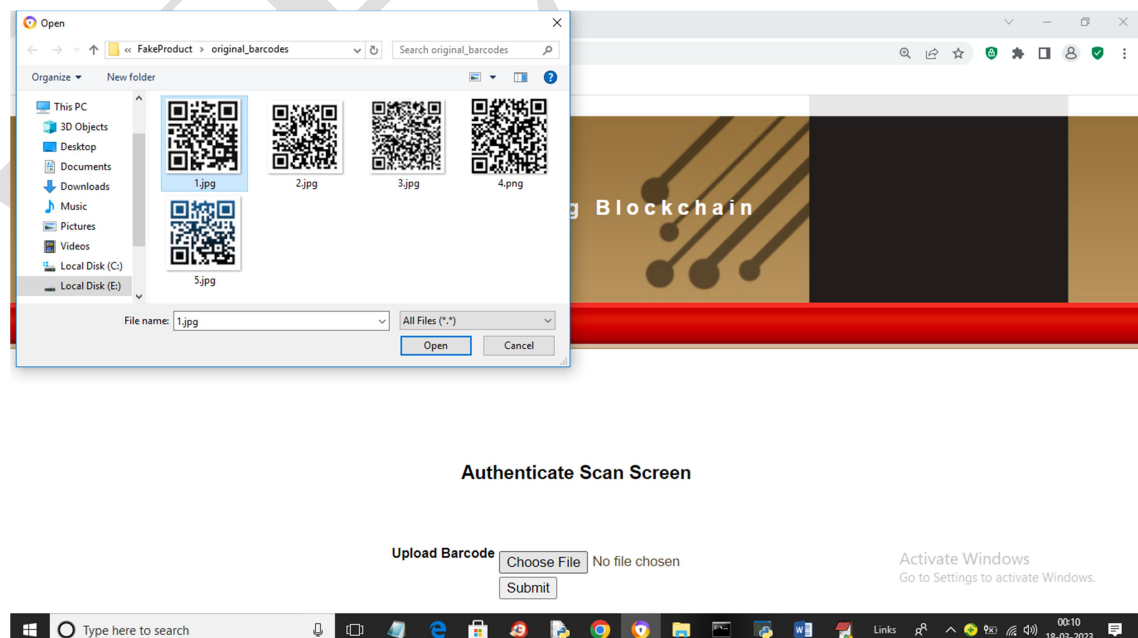 Open
« FakeProduct › original_barcodes
Search original_barcodes
Organize
New folder
This PC
3D Objects
Desktop
Documents
Downloads
Music
Pictures
Videos
Local Disk (C:)
Local Disk (E:)
1.jpg
2.jpg
3.jpg
4.png
5.jpg
File name: 1.jpg
All Files (*.*)
Open
Cancel
g Blockchain
Authenticate Scan Screen
Upload Barcode Choose File No file chosen
Submit
Activate Windows
Go to Settings to activate Windows.
Type here to search
Links
00:10
18-03-2023